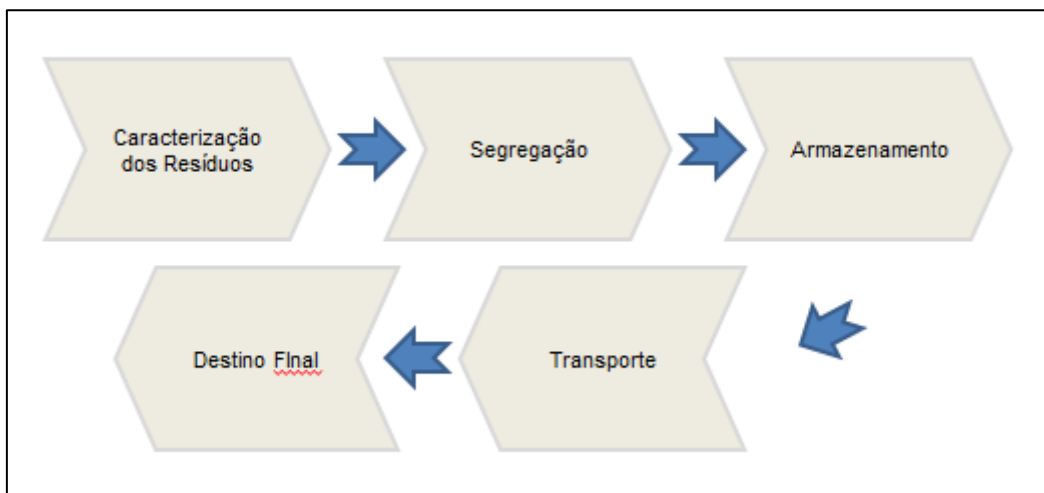 Caracterização
dos Resíduos
Segregação
Armazenamento
Transporte
Destino FInal